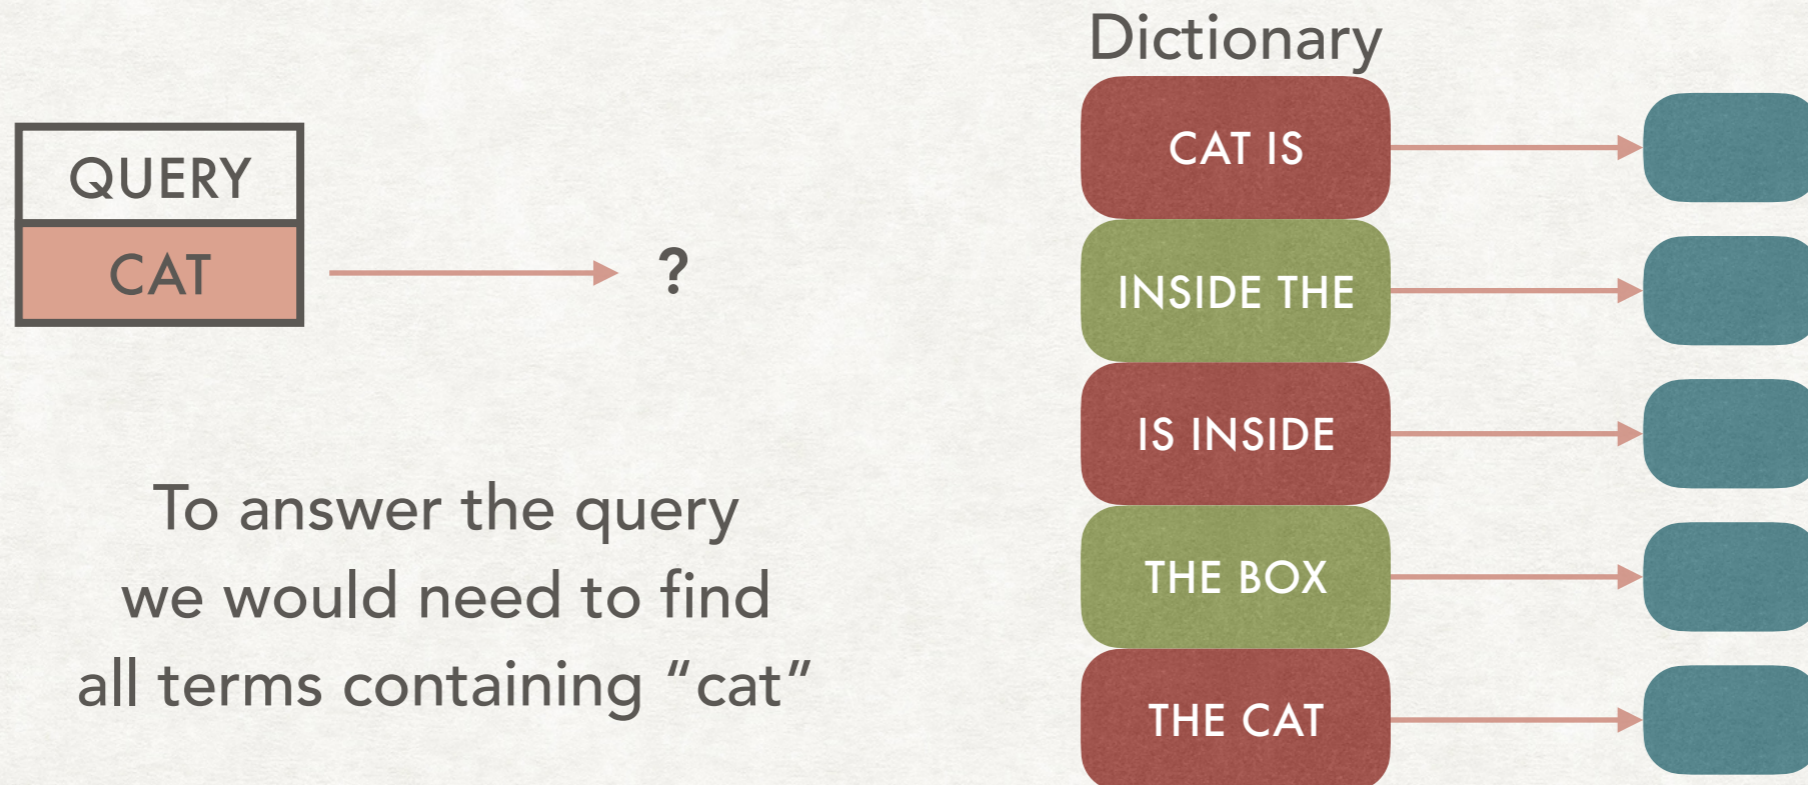 Dictionary
QUERY
CAT
?
To answer the query
we would need to find
all terms containing “cat”
CAT IS
INSIDE THE
IS INSIDE
THE BOX
THE CAT